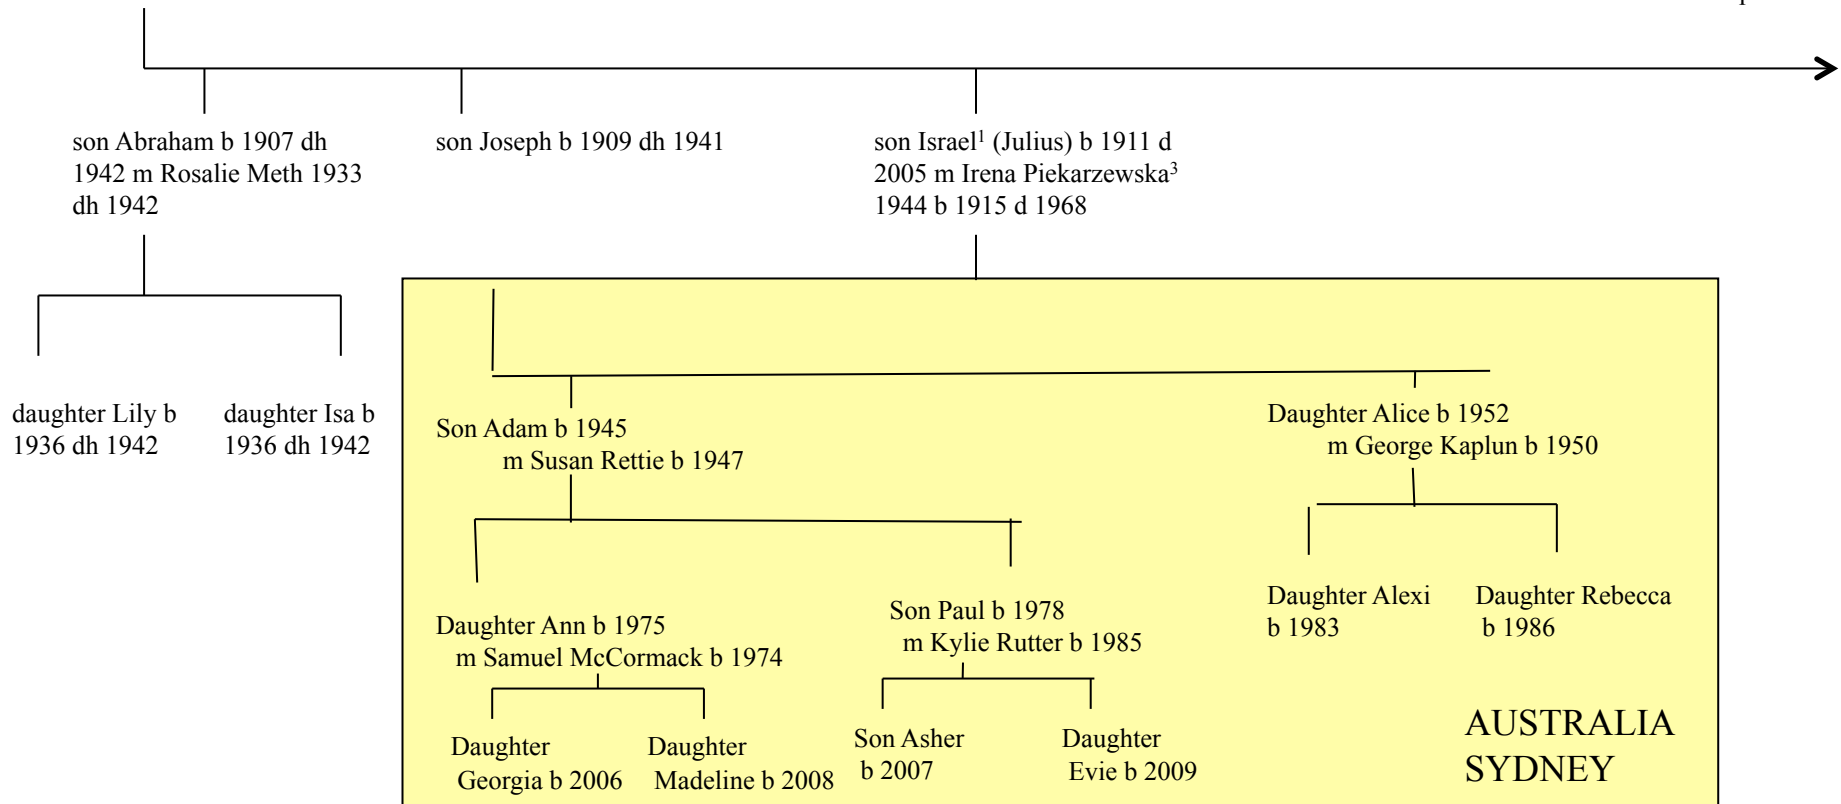 son Abraham b 1907 dh
1942 m Rosalie Meth 1933
dh 1942
son Joseph b 1909 dh 1941
son Israel¹ (Julius) b 1911 d
2005 m Irena Piekarzewska³
1944 b 1915 d 1968
daughter Lily b
1936 dh 1942
daughter Isa b
1936 dh 1942
Son Adam b 1945
m Susan Rettie b 1947
Daughter Alice b 1952
m George Kaplun b 1950
Daughter Ann b 1975
m Samuel McCormack b 1974
Son Paul b 1978
m Kylie Rutter b 1985
Daughter Alexi
b 1983
Daughter Rebecca
b 1986
Daughter
Georgia b 2006
Daughter
Madeline b 2008
Son Asher
b 2007
Daughter
Evie b 2009
AUSTRALIA
SYDNEY